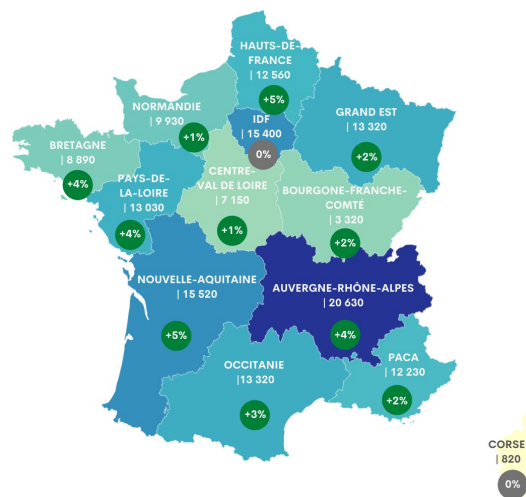 HAUTS-DE-
FRANCE
| 12 560
+5%
NORMANDIE
| 9 930
+1%
IDF
| 15 400
0%
GRAND EST
| 13 320
+2%
BRETAGNE
| 8 890
+4%
PAYS-DE-
LA-LOIRE
| 13 030
+4%
CENTRE-
VAL DE LOIRE
| 7 150
+1%
BOURGONE-FRANCHE-
COMTÉ
| 3 320
+2%
NOUVELLE-AQUITAINE
| 15 520
+5%
AUVERGNE-RHÔNE-ALPES
| 20 630
+4%
OCCITANIE
|13 320
+3%
PACA
| 12 230
+2%
CORSE
| 820
0%